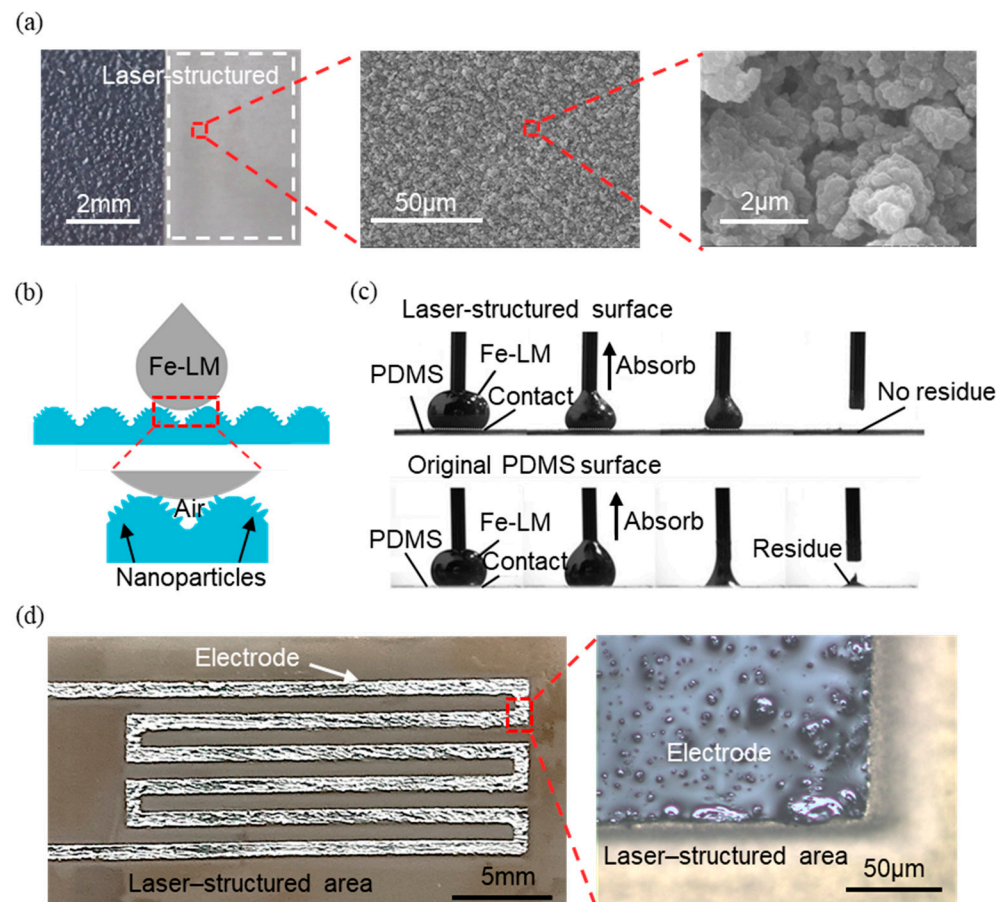 (a)
Laser-structured
2mm
50μm
2μm
(b)
Fe-LM
Air
Nanoparticles
(c)
Laser-structured surface
Fe-LM
PDMS
Contact
Absorb
No residue
Original PDMS surface
Fe-LM
PDMS
Contact
Absorb
Residue
(d)
Electrode
Laser–structured area
5mm
Electrode
Laser–structured area
50μm